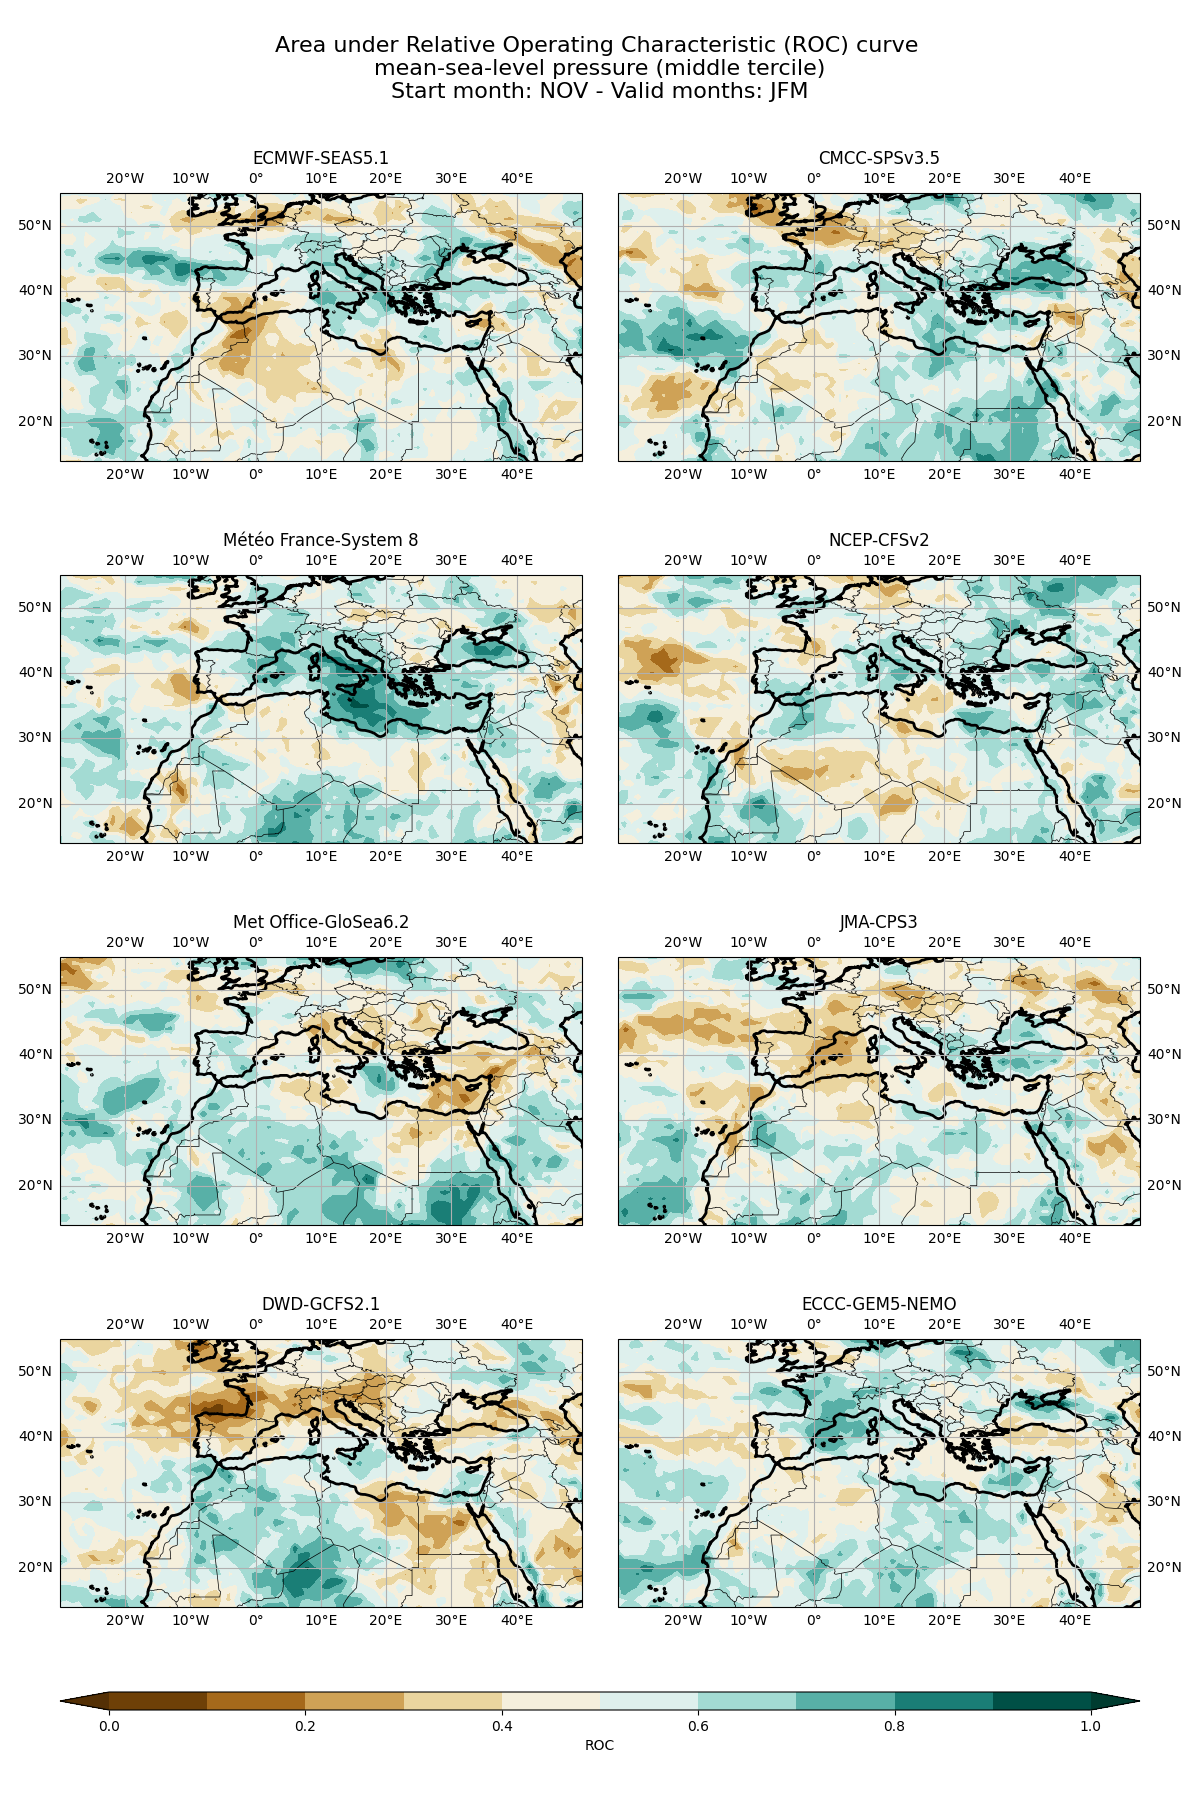 Area under Relative Operating Characteristic (ROC) curve
mean-sea-level pressure (middle tercile)
Start month: NOV - Valid months: JFM
ECMWF-SEAS5.1
20°W 10°W 0° 10°E 20°E 30°E 40°E
50°N
40°N
30°N
20°N
20°W 10°W 0° 10°E 20°E 30°E 40°E
CMCC-SPSv3.5
20°W 10°W 0° 10°E 20°E 30°E 40°E
50°N
40°N
30°N
20°N
20°W 10°W 0° 10°E 20°E 30°E 40°E
Météo France-System 8
20°W 10°W 0° 10°E 20°E 30°E 40°E
50°N
40°N
30°N
20°N
20°W 10°W 0° 10°E 20°E 30°E 40°E
NCEP-CFSv2
20°W 10°W 0° 10°E 20°E 30°E 40°E
50°N
40°N
30°N
20°N
20°W 10°W 0° 10°E 20°E 30°E 40°E
Met Office-GloSea6.2
20°W 10°W 0° 10°E 20°E 30°E 40°E
50°N
40°N
30°N
20°N
20°W 10°W 0° 10°E 20°E 30°E 40°E
JMA-CPS3
20°W 10°W 0° 10°E 20°E 30°E 40°E
50°N
40°N
30°N
20°N
20°W 10°W 0° 10°E 20°E 30°E 40°E
DWD-GCFS2.1
20°W 10°W 0° 10°E 20°E 30°E 40°E
50°N
40°N
30°N
20°N
20°W 10°W 0° 10°E 20°E 30°E 40°E
ECCC-GEM5-NEMO
20°W 10°W 0° 10°E 20°E 30°E 40°E
50°N
40°N
30°N
20°N
20°W 10°W 0° 10°E 20°E 30°E 40°E
0.0 0.2 0.4 0.6 0.8 1.0
ROC